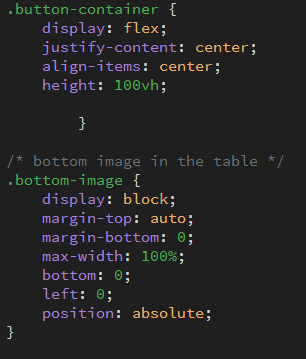 .button-container {
    display: flex;
    justify-content: center;
    align-items: center;
    height: 100vh;

        }

/* bottom image in the table */
.bottom-image {
    display: block;
    margin-top: auto;
    margin-bottom: 0;
    max-width: 100%;
    bottom: 0;
    left: 0;
    position: absolute;
}